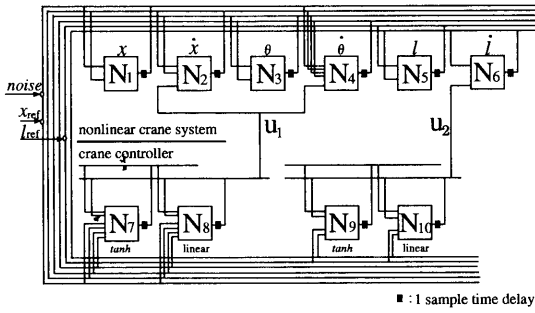 x ẋ θ θ̇ l l̇
N1 N2 N3 N4 N5 N6
noise
xref
lref
u1 u2
nonlinear crane system
crane controller
N7 N8 N9 N10
tanh linear tanh linear
■ : 1 sample time delay